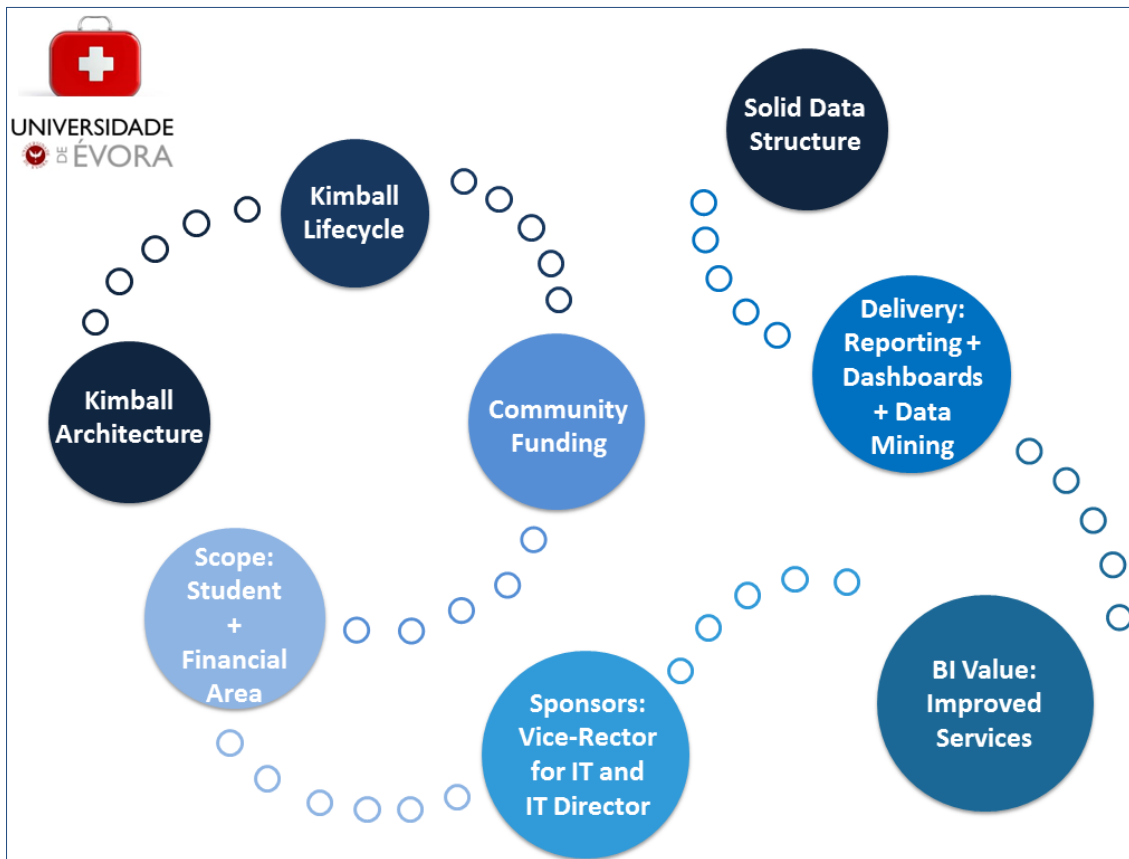 UNIVERSIDADE
DE ÉVORA
Kimball
Lifecycle
Kimball
Architecture
Community
Funding
Scope:
Student
+
Financial
Area
Sponsors:
Vice-Rector
for IT and
IT Director
Solid Data
Structure
Delivery:
Reporting +
Dashboards
+ Data
Mining
BI Value:
Improved
Services